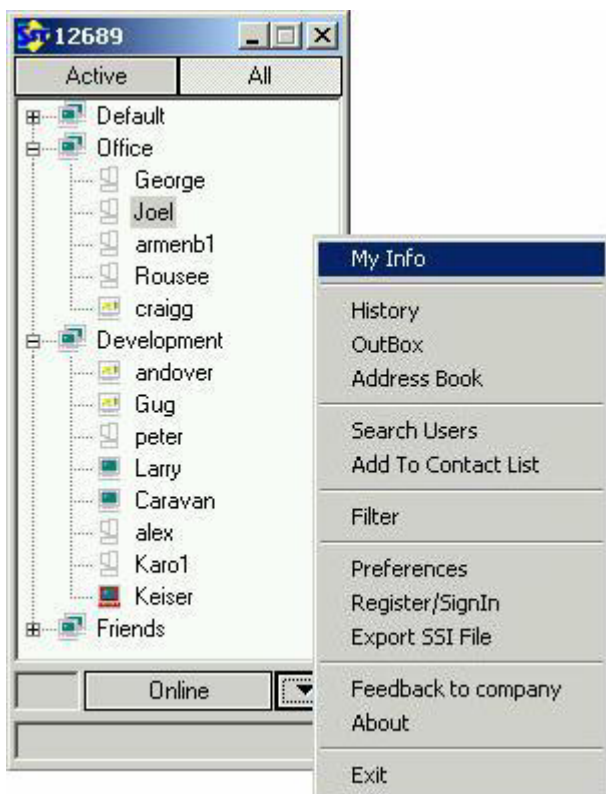 12689
Active All
Default
Office
George
Joel
armenb1
Rousee
craigg
Development
andover
Gug
peter
Larry
Caravan
alex
Karo1
Keiser
Friends
Online
My Info
History
OutBox
Address Book
Search Users
Add To Contact List
Filter
Preferences
Register/SignIn
Export SSI File
Feedback to company
About
Exit